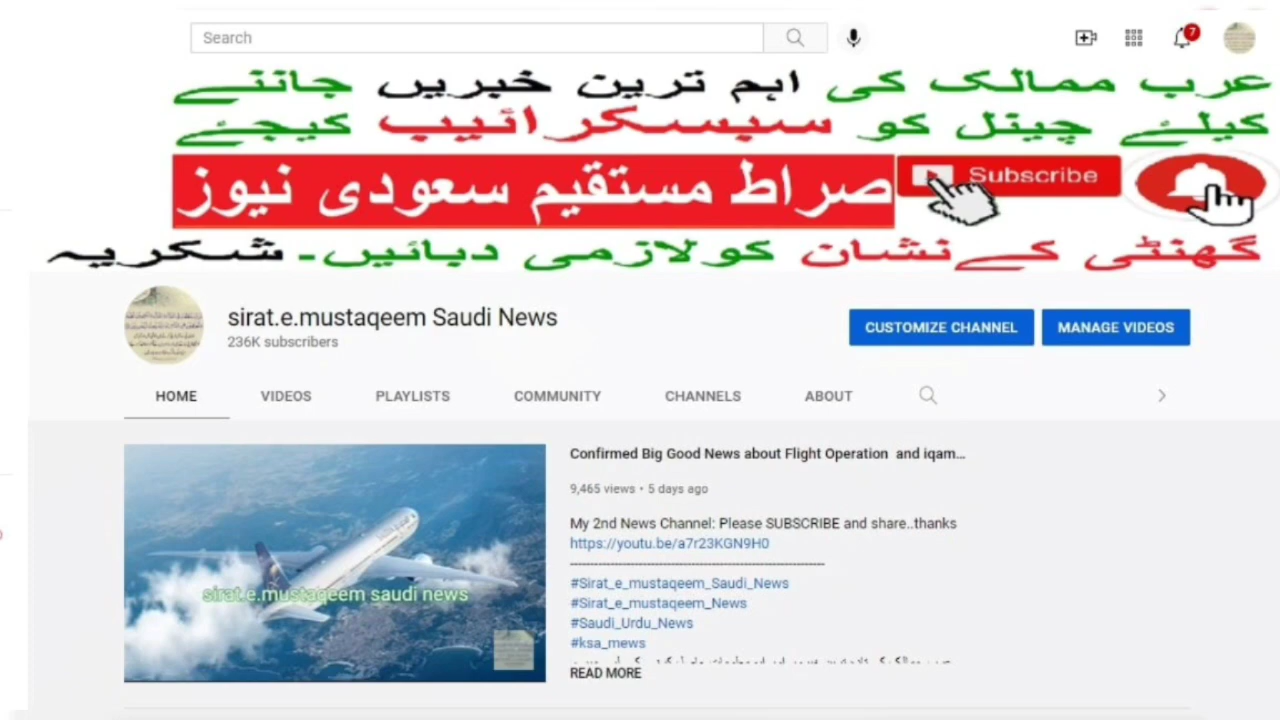 Search
7
عرب ممالک کی اہم ترین خبریں جاننے
کیلئے چینل کو سبسکرائیب کیجئے
صراط مستقیم سعودی نیوز
Subscribe
گھنٹی کے نشان کولازمی دبائیں۔ شکریہ
sirat.e.mustaqeem Saudi News
236K subscribers
CUSTOMIZE CHANNEL
MANAGE VIDEOS
HOME VIDEOS PLAYLISTS COMMUNITY CHANNELS ABOUT
sirat.e.mustaqeem saudi news
Confirmed Big Good News about Flight Operation and iqam...
9,465 views • 5 days ago
My 2nd News Channel: Please SUBSCRIBE and share..thanks
https://youtu.be/a7r23KGN9H0
#Sirat_e_mustaqeem_Saudi_News
#Sirat_e_mustaqeem_News
#Saudi_Urdu_News
#ksa_mews
READ MORE